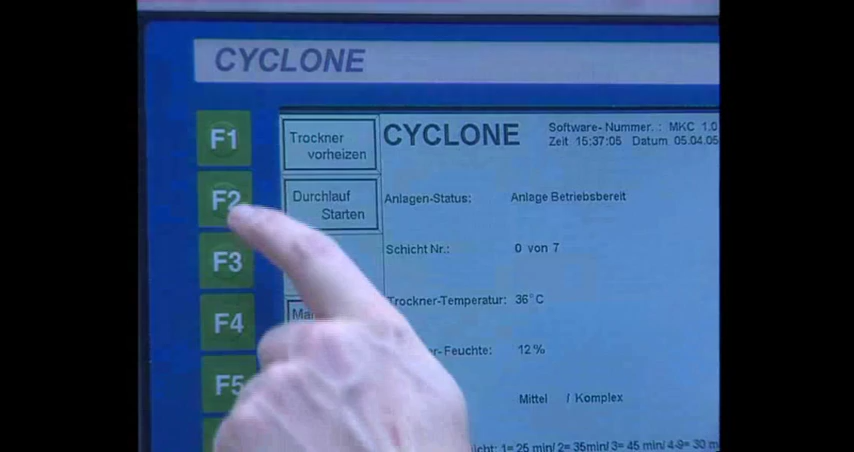 CYCLONE
F1
Trockner
vorheizen
CYCLONE
Software- Nummer. : MKC 1.0
Zeit 15:37:05 Datum 05.04.05
F2
Durchlauf
Starten
Anlagen-Status: Anlage Betriebsbereit
F3
Schicht Nr.: 0 von 7
Trockner-Temperatur: 36°C
F4
-Feuchte: 12%
F5
Mittel / Komplex
1= 25 min/ 2= 35min/ 3= 45 min/ 4-9= 30